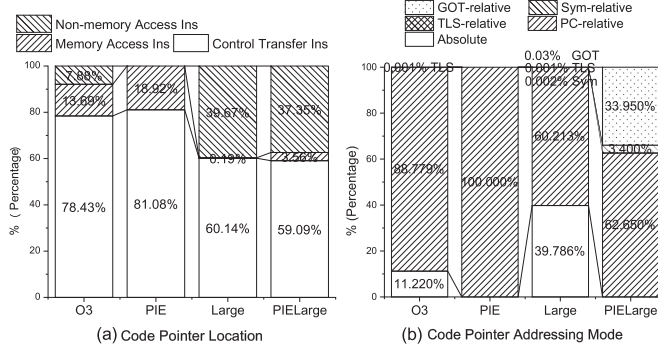 Non-memory Access Ins
Memory Access Ins Control Transfer Ins
% ( Percentage)
100
80
60
40
20
0
7.88%
13.69%
78.43%
18.92%
81.08%
39.67%
0.19%
60.14%
37.35%
3.56%
59.09%
O3 PIE Large PIELarge
(a) Code Pointer Location
GOT-relative Sym-relative
TLS-relative PC-relative
Absolute
% (Percentage)
100
80
60
40
20
0
0.001% TLS
88.779%
11.220%
100.000%
0.03% GOT
0.001% TLS
0.002% Sym
60.213%
39.786%
33.950%
3.400%
62.650%
O3 PIE Large PIELarge
(b) Code Pointer Addressing Mode